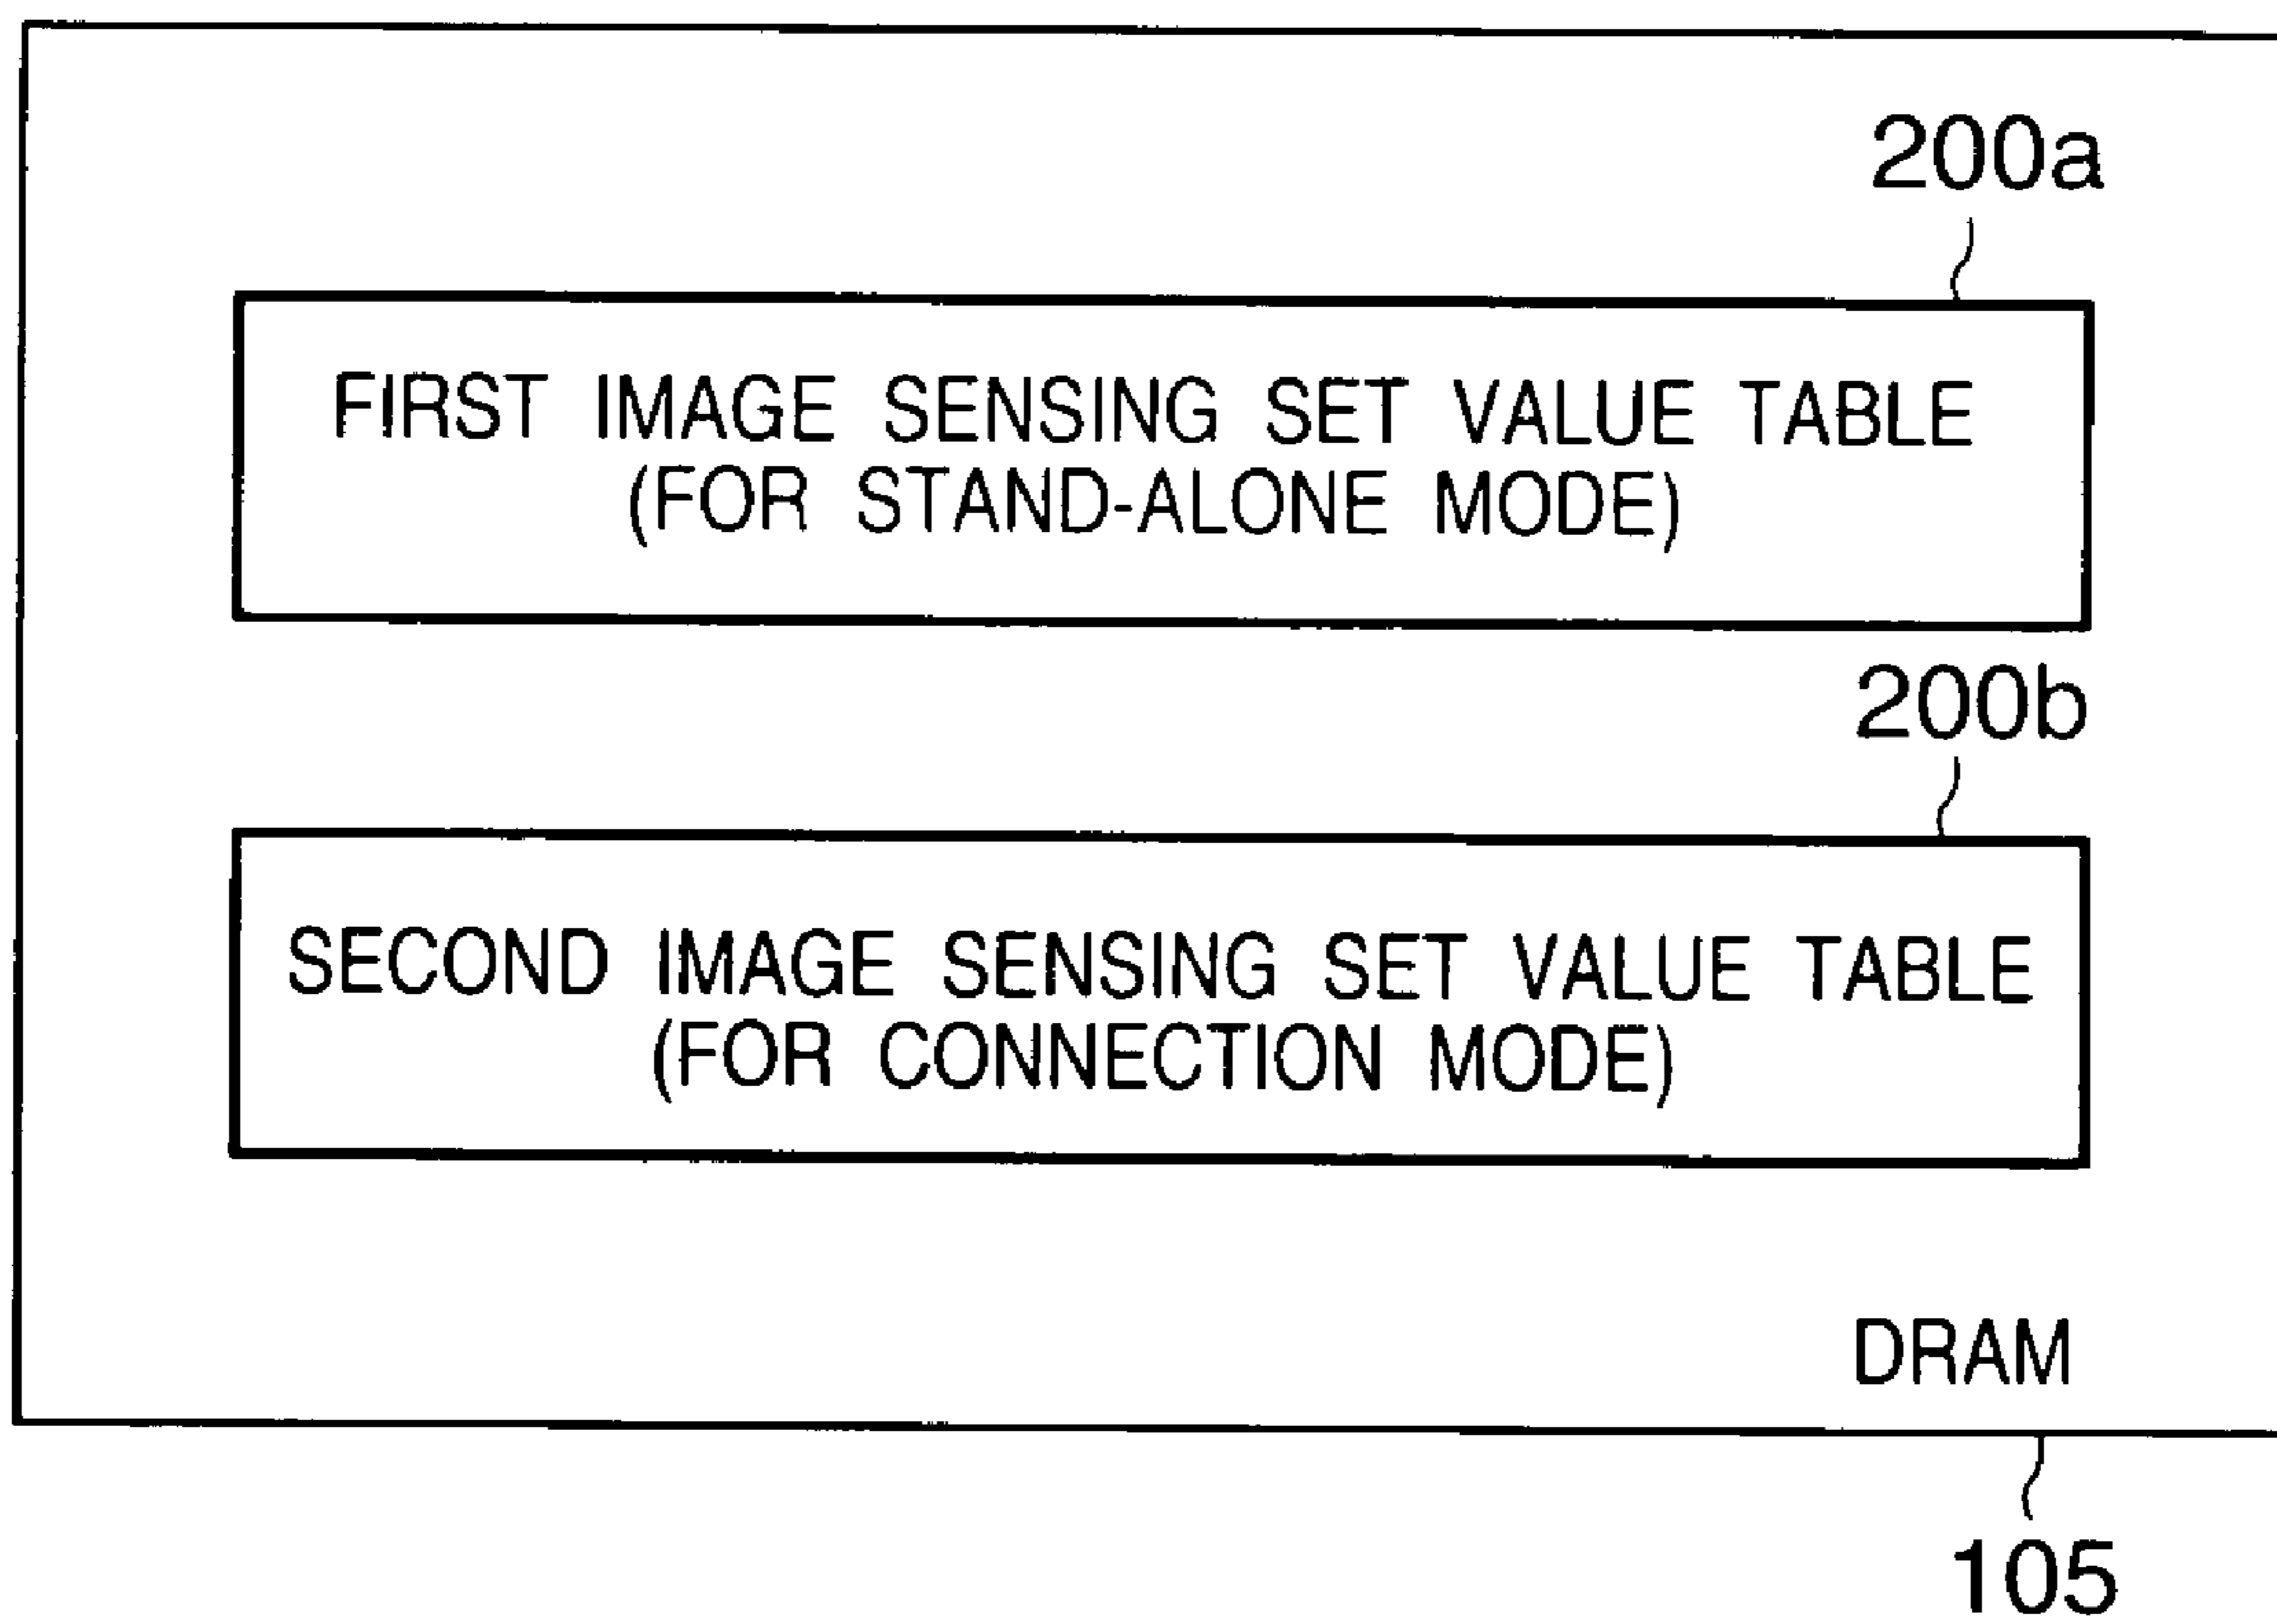 200a
FIRST IMAGE SENSING SET VALUE TABLE
(FOR STAND-ALONE MODE)
200b
SECOND IMAGE SENSING SET VALUE TABLE
(FOR CONNECTION MODE)
DRAM
105